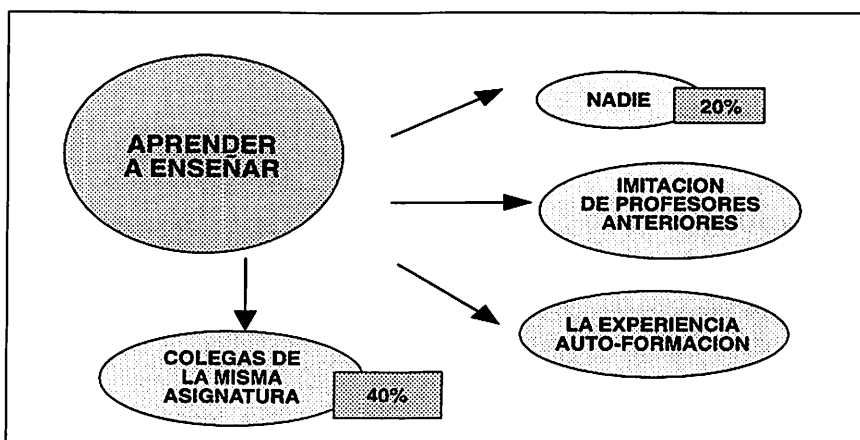 APRENDER
A ENSEÑAR
NADIE
20%
IMITACION
DE PROFESORES
ANTERIORES
LA EXPERIENCIA
AUTO-FORMACION
COLEGAS DE
LA MISMA
ASIGNATURA
40%